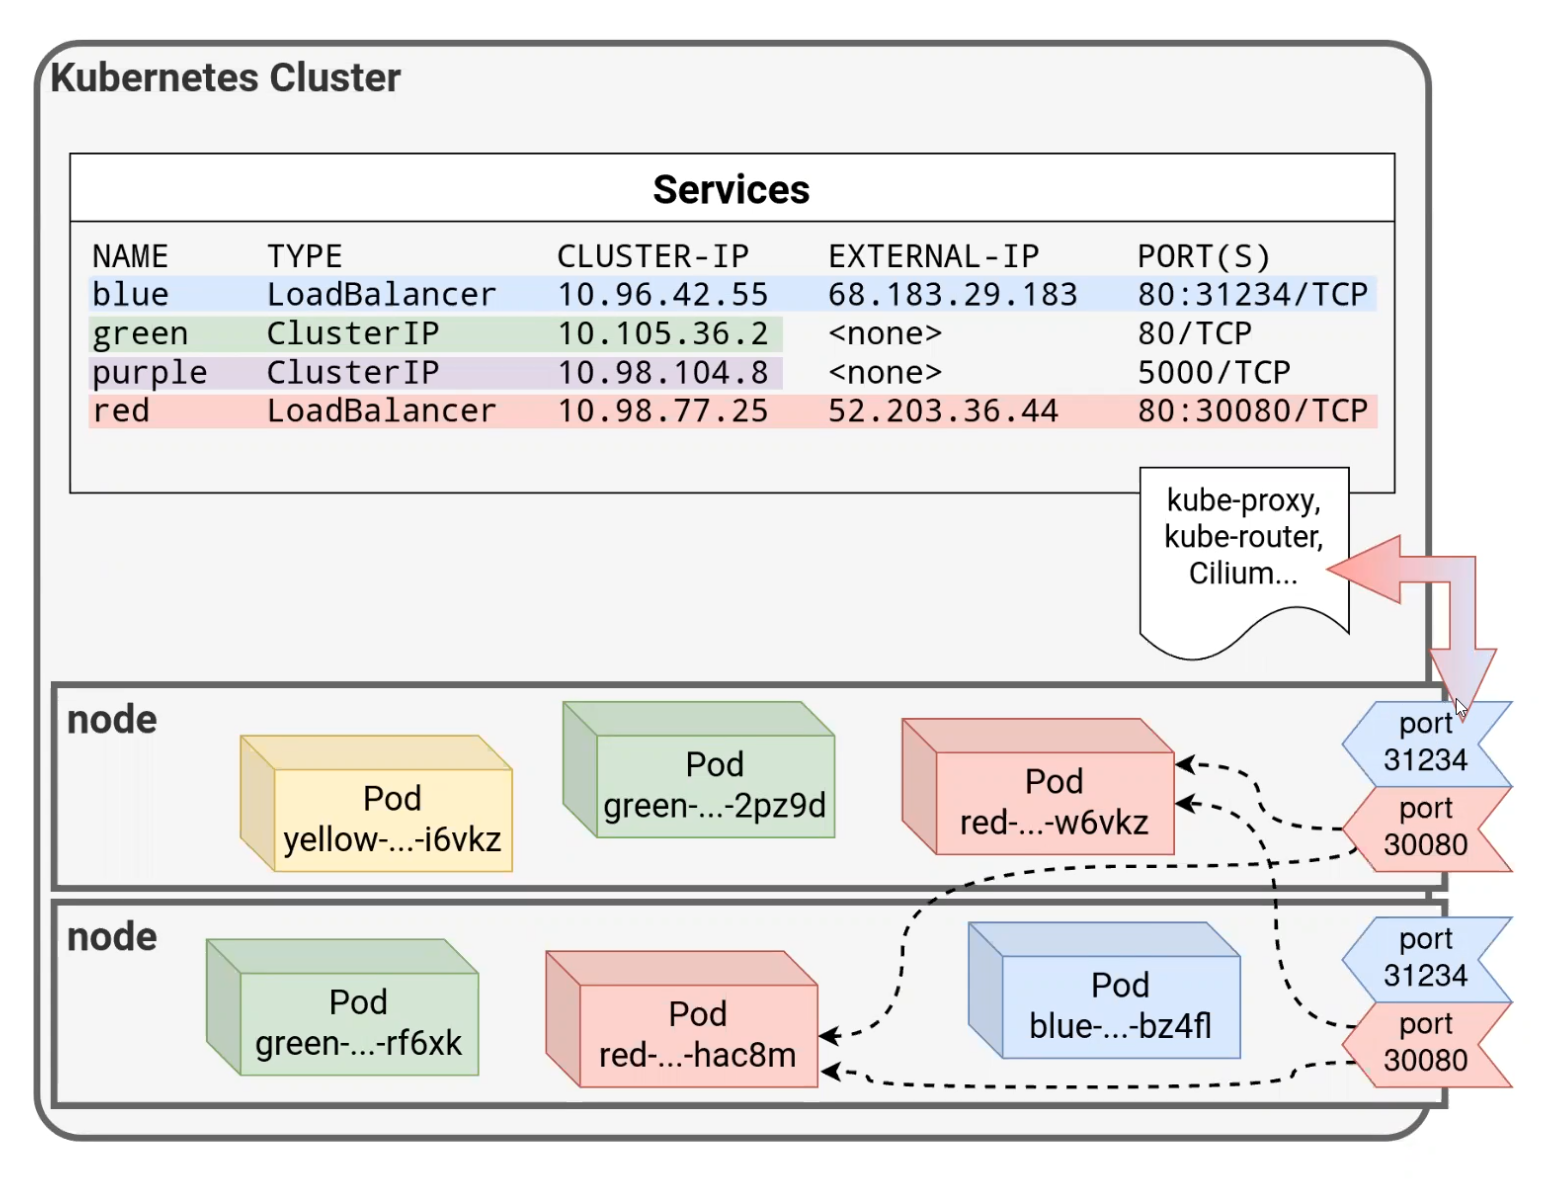 Kubernetes Cluster
Services
NAME TYPE CLUSTER-IP EXTERNAL-IP PORT(S)
blue LoadBalancer 10.96.42.55 68.183.29.183 80:31234/TCP
green ClusterIP 10.105.36.2 <none> 80/TCP
purple ClusterIP 10.98.104.8 <none> 5000/TCP
red LoadBalancer 10.98.77.25 52.203.36.44 80:30080/TCP
kube-proxy,
kube-router,
Cilium...
node
Pod
yellow-...-i6vkz
Pod
green-...-2pz9d
Pod
red-...-w6vkz
port
31234
port
30080
node
Pod
green-...-rf6xk
Pod
red-...-hac8m
Pod
blue-...-bz4fl
port
31234
port
30080